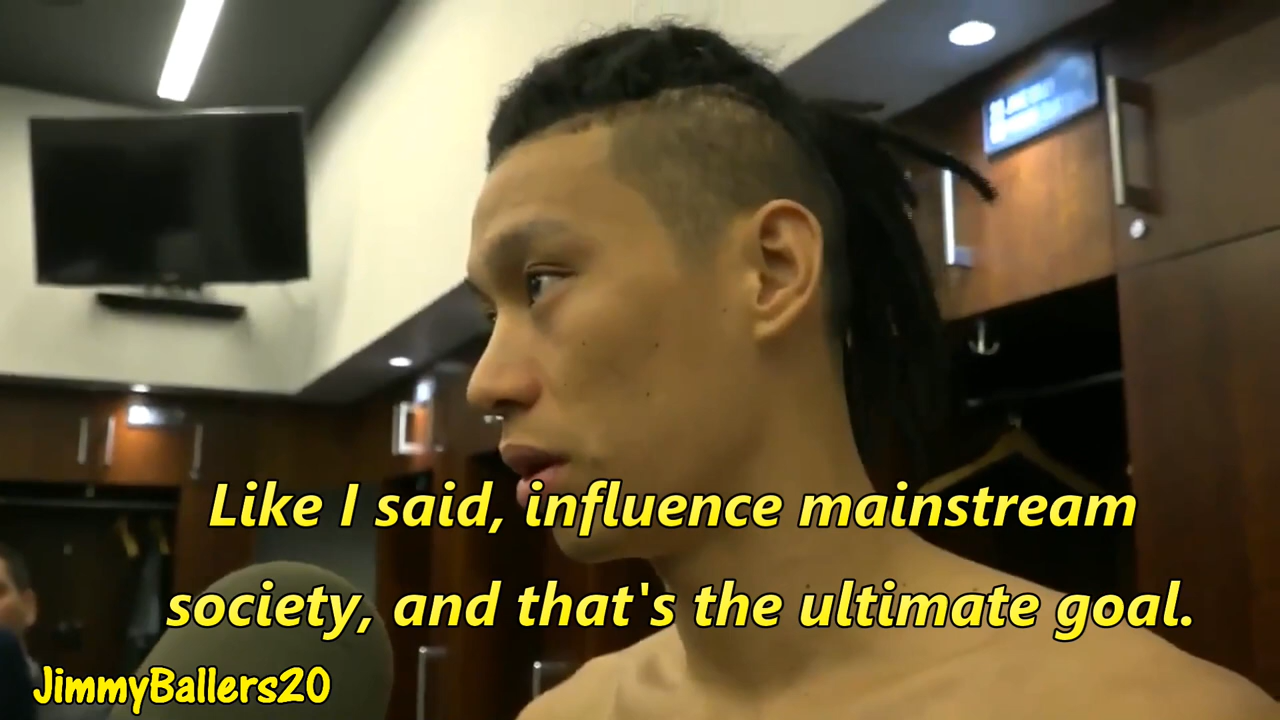 Like I said, influence mainstream
society, and that's the ultimate goal.
JimmyBallers20